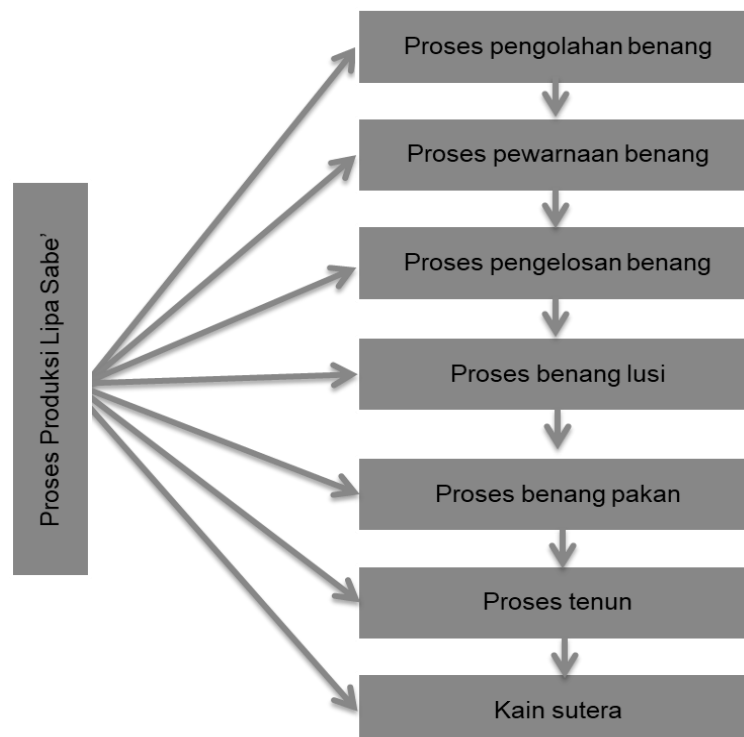 Proses Produksi Lipa Sabe’
Proses pengolahan benang
Proses pewarnaan benang
Proses pengelosan benang
Proses benang lusi
Proses benang pakan
Proses tenun
Kain sutera